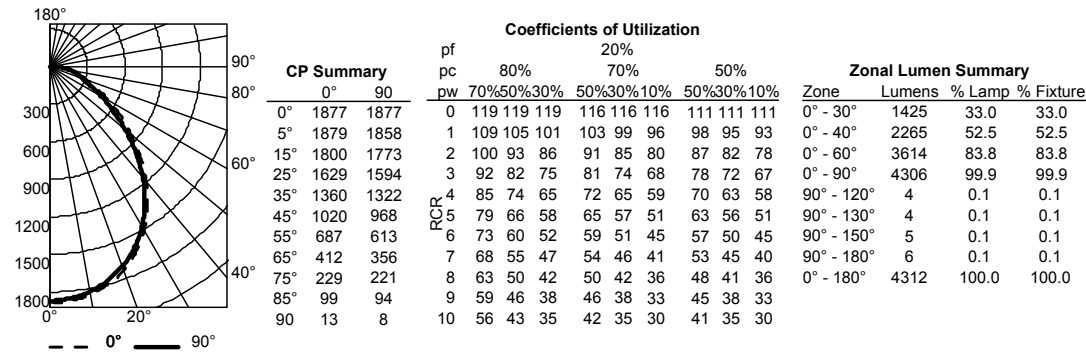 180°
90°
80°
60°
40°
300
600
900
1200
1500
1800
0° 20°
0° 90°
CP Summary
0° 90
0° 1877 1877
5° 1879 1858
15° 1800 1773
25° 1629 1594
35° 1360 1322
45° 1020 968
55° 687 613
65° 412 356
75° 229 221
85° 99 94
90 13 8
Coefficients of Utilization
pf 20%
pc 80% 70% 50%
pw 70%50%30% 50%30%10% 50%30%10%
RCR
0 119 119 119 116 116 116 111 111 111
1 109 105 101 103 99 96 98 95 93
2 100 93 86 91 85 80 87 82 78
3 92 82 75 81 74 68 78 72 67
4 85 74 65 72 65 59 70 63 58
5 79 66 58 65 57 51 63 56 51
6 73 60 52 59 51 45 57 50 45
7 68 55 47 54 46 41 53 45 40
8 63 50 42 50 42 36 48 41 36
9 59 46 38 46 38 33 45 38 33
10 56 43 35 42 35 30 41 35 30
Zonal Lumen Summary
Zone Lumens % Lamp % Fixture
0° - 30° 1425 33.0 33.0
0° - 40° 2265 52.5 52.5
0° - 60° 3614 83.8 83.8
0° - 90° 4306 99.9 99.9
90° - 120° 4 0.1 0.1
90° - 130° 4 0.1 0.1
90° - 150° 5 0.1 0.1
90° - 180° 6 0.1 0.1
0° - 180° 4312 100.0 100.0